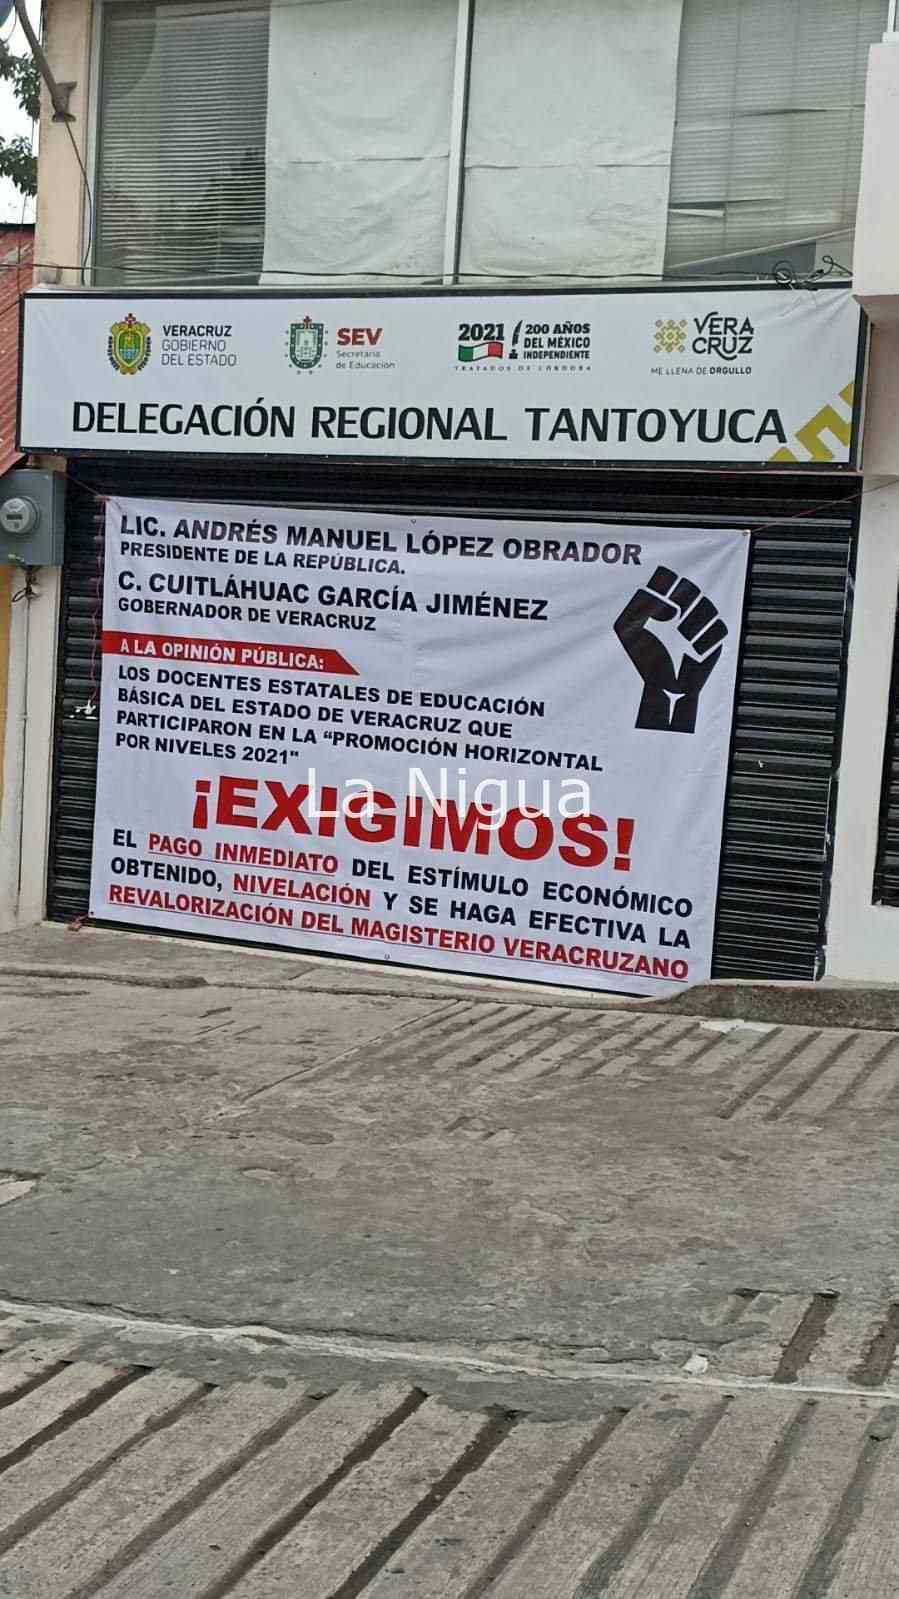 VERACRUZ
GOBIERNO
DEL ESTADO
SEV
Secretaría
de Educación
2021
200 AÑOS
DEL MÉXICO
INDEPENDIENTE
TRATADOS DE CÓRDOBA
VERA
CRUZ
ME LLENA DE ORGULLO
DELEGACIÓN REGIONAL TANTOYUCA
LIC. ANDRÉS MANUEL LÓPEZ OBRADOR
PRESIDENTE DE LA REPÚBLICA.
C. CUITLÁHUAC GARCÍA JIMÉNEZ
GOBERNADOR DE VERACRUZ
A LA OPINIÓN PÚBLICA:
LOS DOCENTES ESTATALES DE EDUCACIÓN
BÁSICA DEL ESTADO DE VERACRUZ QUE
PARTICIPARON EN LA “PROMOCIÓN HORIZONTAL
POR NIVELES 2021"
¡EXIGIMOS!
La Nigua
EL PAGO INMEDIATO DEL ESTÍMULO ECONÓMICO
OBTENIDO, NIVELACIÓN Y SE HAGA EFECTIVA LA
REVALORIZACIÓN DEL MAGISTERIO VERACRUZANO